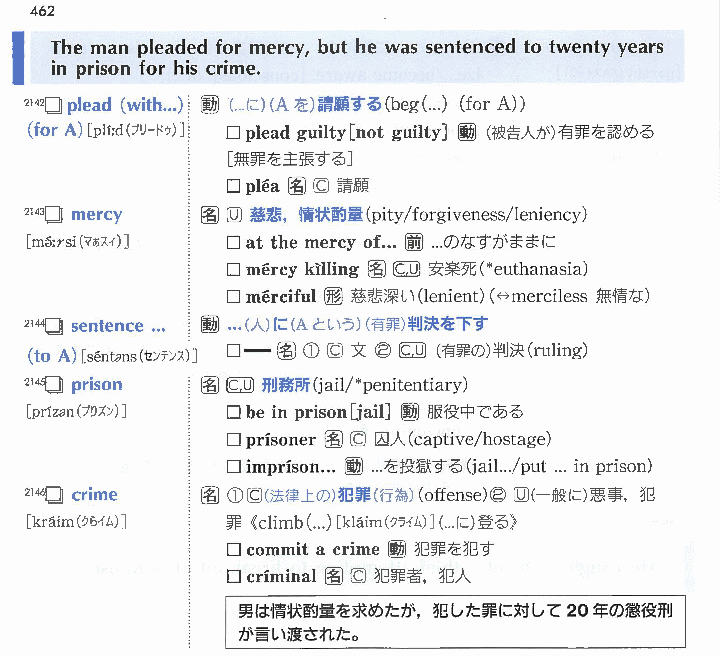 462
The man pleaded for mercy, but he was sentenced to twenty years
in prison for his crime.
2142□ plead (with...) 動 (...に)(A を)請願する(beg(...) (for A))
(for A)[plíːd(プリードゥ)] □ plead guilty[not guilty] 動 (被告人が)有罪を認める
[無罪を主張する]
□ pléa 名 Ⓒ 請願
2143□ mercy 名 Ⓤ 慈悲，情状酌量(pity/forgiveness/leniency)
[mə́ːrsi(マぁスィ)] □ at the mercy of... 前 ...のなすがままに
□ mércy kìlling 名 C,U 安楽死(*euthanasia)
□ mérciful 形 慈悲深い(lenient)(↔merciless 無情な)
2144□ sentence ... 動 ...(人)に(A という)(有罪)判決を下す
(to A)[séntəns(センテンス)] □━ 名 ① Ⓒ 文 ② C,U (有罪の)判決(ruling)
2145□ prison 名 C,U 刑務所(jail/*penitentiary)
[prízən(プリズン)] □ be in prison[jail] 動 服役中である
□ prísoner 名 Ⓒ 囚人(captive/hostage)
□ impríson... 動 ...を投獄する(jail.../put ... in prison)
2146□ crime 名 ①Ⓒ(法律上の)犯罪(行為)(offense)② Ⓤ(一般に)悪事，犯
[kráim(クらイム)] 罪《climb(...)[kláim(クライム)](...に)登る》
□ commit a crime 動 犯罪を犯す
□ criminal 名 Ⓒ 犯罪者，犯人
男は情状酌量を求めたが，犯した罪に対して 20 年の懲役刑
が言い渡された。